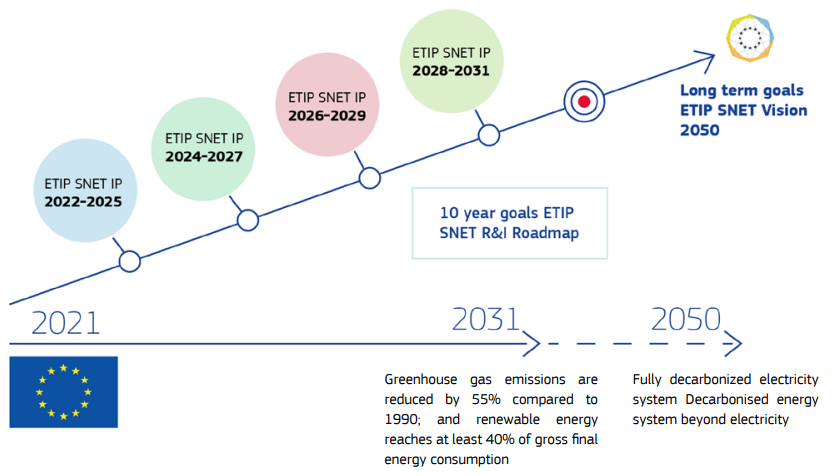 ETIP SNET IP
2028-2031
ETIP SNET IP
2026-2029
ETIP SNET IP
2024-2027
ETIP SNET IP
2022-2025
Long term goals
ETIP SNET Vision
2050
10 year goals ETIP
SNET R&I Roadmap
2021
2031
2050
Greenhouse gas emissions are
reduced by 55% compared to
1990; and renewable energy
reaches at least 40% of gross final
energy consumption
Fully decarbonized electricity
system Decarbonised energy
system beyond electricity